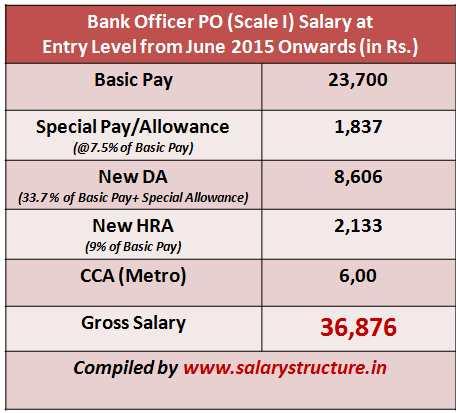 Bank Officer PO (Scale I) Salary at
Entry Level from June 2015 Onwards (in Rs.)
Basic Pay 23,700
Special Pay/Allowance 1,837
(@7.5% of Basic Pay)
New DA 8,606
(33.7 % of Basic Pay+ Special Allowance)
New HRA 2,133
(9% of Basic Pay)
CCA (Metro) 6,00
Gross Salary 36,876
Compiled by www.salarystructure.in